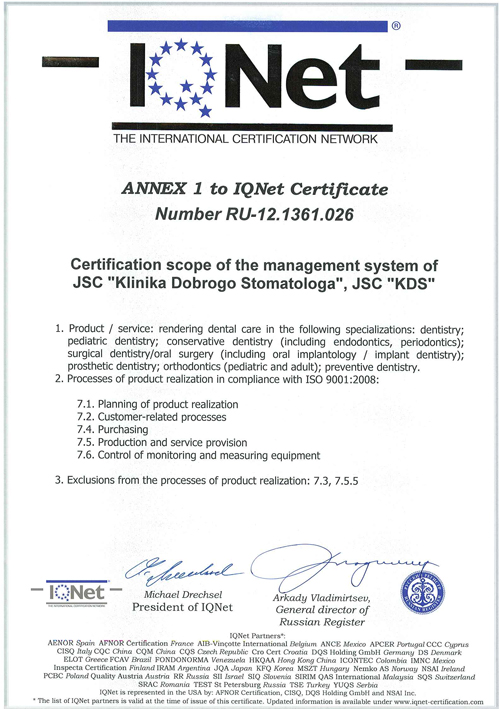 IQNet ®
THE INTERNATIONAL CERTIFICATION NETWORK
ANNEX 1 to IQNet Certificate
Number RU-12.1361.026
Certification scope of the management system of
JSC "Klinika Dobrogo Stomatologa", JSC "KDS"
1. Product / service: rendering dental care in the following specializations: dentistry;
pediatric dentistry; conservative dentistry (including endodontics, periodontics);
surgical dentistry/oral surgery (including oral implantology / implant dentistry);
prosthetic dentistry; orthodontics (pediatric and adult); preventive dentistry.
2. Processes of product realization in compliance with ISO 9001:2008:
7.1. Planning of product realization
7.2. Customer-related processes
7.4. Purchasing
7.5. Production and service provision
7.6. Control of monitoring and measuring equipment
3. Exclusions from the processes of product realization: 7.3, 7.5.5
IQNet
THE INTERNATIONAL CERTIFICATION NETWORK
Michael Drechsel
President of IQNet
Arkady Vladimirtsev,
General director of
Russian Register
IQNet Partners*:
AENOR Spain AFNOR Certification France AIB-Vinçotte International Belgium ANCE Mexico APCER Portugal CCC Cyprus
CISQ Italy CQC China CQM China CQS Czech Republic Cro Cert Croatia DQS Holding GmbH Germany DS Denmark
ELOT Greece FCAV Brazil FONDONORMA Venezuela HKQAA Hong Kong China ICONTEC Colombia IMNC Mexico
Inspecta Certification Finland IRAM Argentina JQA Japan KFQ Korea MSZT Hungary Nemko AS Norway NSAI Ireland
PCBC Poland Quality Austria Austria RR Russia SII Israel SIQ Slovenia SIRIM QAS International Malaysia SQS Switzerland
SRAC Romania TEST St Petersburg Russia TSE Turkey YUQS Serbia
IQNet is represented in the USA by: AFNOR Certification, CISQ, DQS Holding GmbH and NSAI Inc.
* The list of IQNet partners is valid at the time of issue of this certificate. Updated information is available under www.iqnet-certification.com